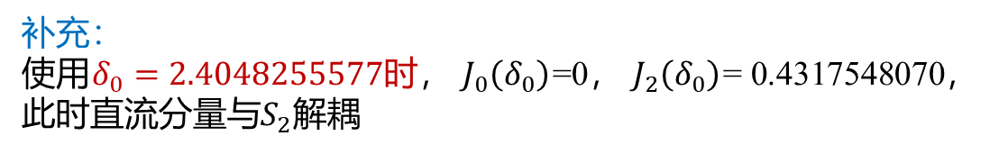 补充：
使用δ₀ = 2.4048255577时， J₀(δ₀)=0， J₂(δ₀)= 0.4317548070，
此时直流分量与S₂解耦